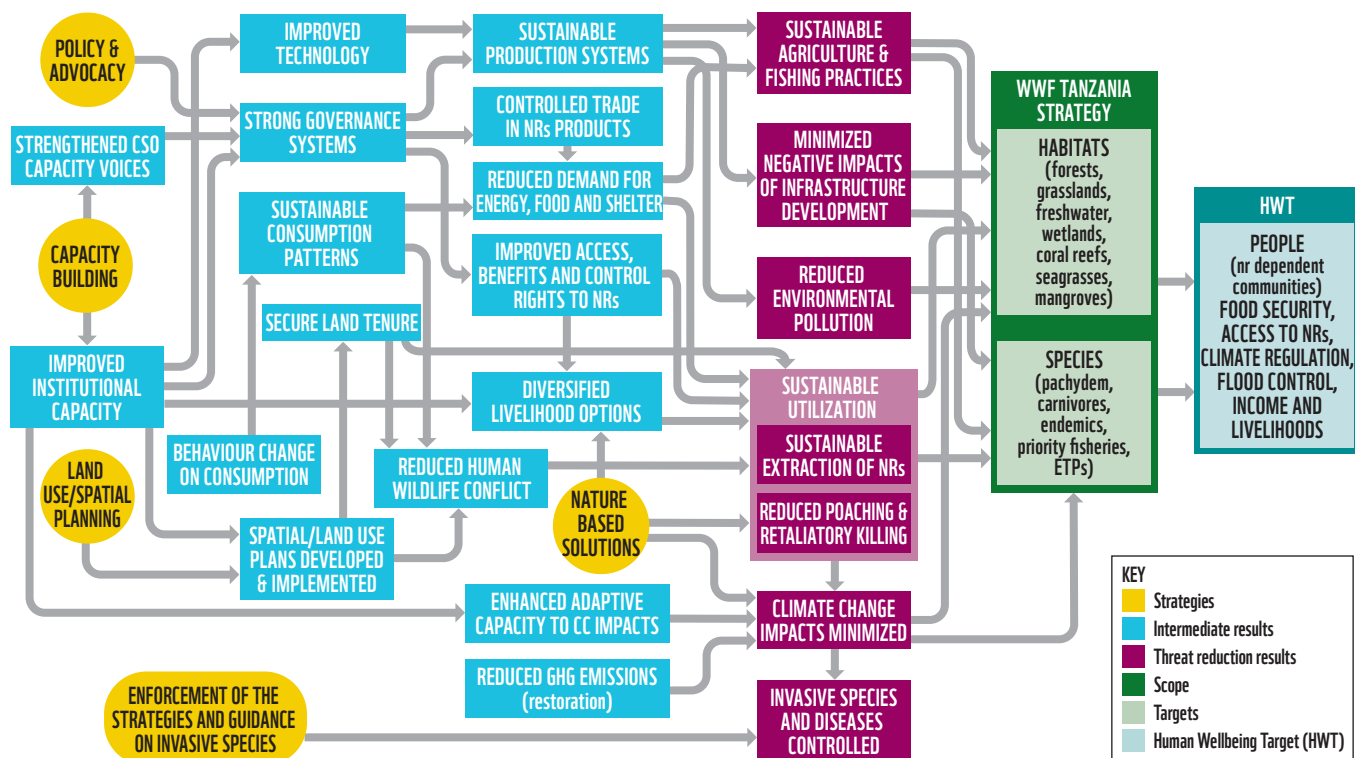 POLICY &
ADVOCACY
STRENGTHENED CSO
CAPACITY VOICES
CAPACITY
BUILDING
IMPROVED
INSTITUTIONAL
CAPACITY
LAND
USE/SPATIAL
PLANNING
ENFORCEMENT OF THE
STRATEGIES AND GUIDANCE
ON INVASIVE SPECIES
IMPROVED
TECHNOLOGY
STRONG GOVERNANCE
SYSTEMS
SUSTAINABLE
CONSUMPTION
PATTERNS
SECURE LAND TENURE
BEHAVIOUR CHANGE
ON CONSUMPTION
SPATIAL/LAND USE
PLANS DEVELOPED
& IMPLEMENTED
REDUCED HUMAN
WILDLIFE CONFLICT
SUSTAINABLE
PRODUCTION SYSTEMS
CONTROLLED TRADE
IN NRs PRODUCTS
REDUCED DEMAND FOR
ENERGY, FOOD AND SHELTER
IMPROVED ACCESS,
BENEFITS AND CONTROL
RIGHTS TO NRs
DIVERSIFIED
LIVELIHOOD OPTIONS
NATURE
BASED
SOLUTIONS
ENHANCED ADAPTIVE
CAPACITY TO CC IMPACTS
REDUCED GHG EMISSIONS
(restoration)
SUSTAINABLE
AGRICULTURE &
FISHING PRACTICES
MINIMIZED
NEGATIVE IMPACTS
OF INFRASTRUCTURE
DEVELOPMENT
REDUCED
ENVIRONMENTAL
POLLUTION
SUSTAINABLE
UTILIZATION
SUSTAINABLE
EXTRACTION OF NRs
REDUCED POACHING &
RETALIATORY KILLING
CLIMATE CHANGE
IMPACTS MINIMIZED
INVASIVE SPECIES
AND DISEASES
CONTROLLED
WWF TANZANIA
STRATEGY
HABITATS
(forests,
grasslands,
freshwater,
wetlands,
coral reefs,
seagrasses,
mangroves)
SPECIES
(pachydem,
carnivores,
endemics,
priority fisheries,
ETPs)
HWT
PEOPLE
(nr dependent
communities)
FOOD SECURITY,
ACCESS TO NRs,
CLIMATE REGULATION,
FLOOD CONTROL,
INCOME AND
LIVELIHOODS
KEY
Strategies
Intermediate results
Threat reduction results
Scope
Targets
Human Wellbeing Target (HWT)